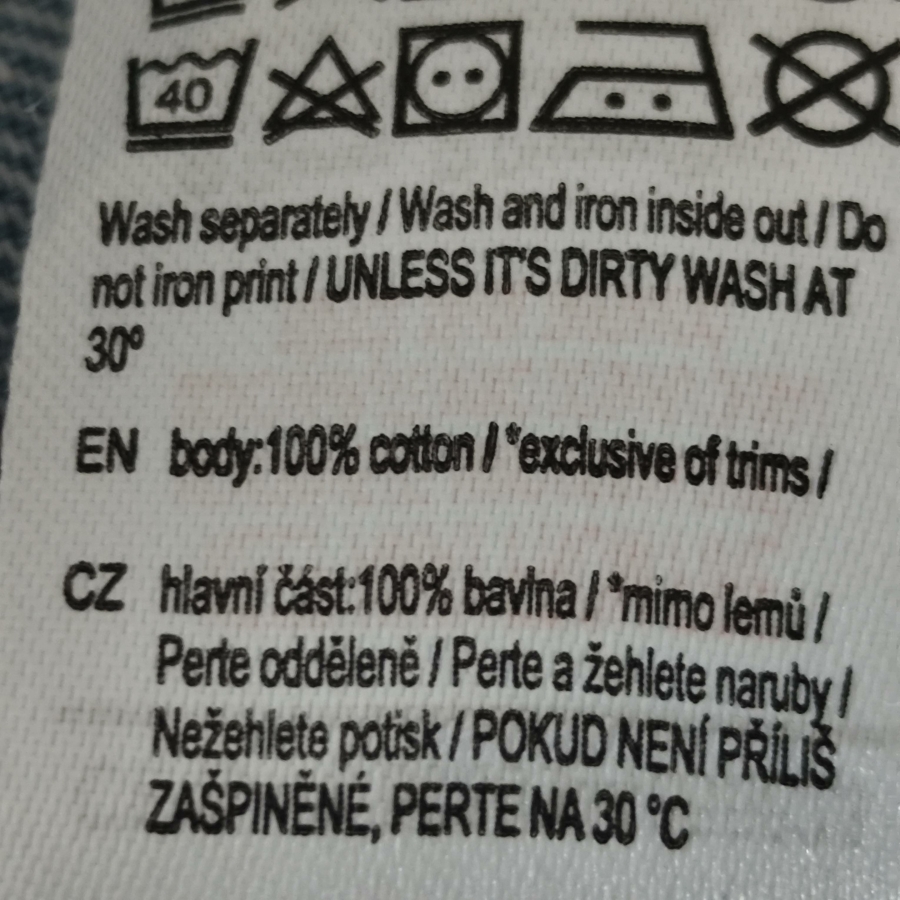 40
Wash separately / Wash and iron inside out / Do
not iron print / UNLESS IT'S DIRTY WASH AT
30º
EN body:100% cotton / *exclusive of trims /
CZ hlavní část:100% bavlna / *mimo lemů /
Perte odděleně / Perte a žehlete naruby /
Nežehlete potisk / POKUD NENÍ PŘÍLIŠ
ZAŠPINĚNÉ, PERTE NA 30 °C